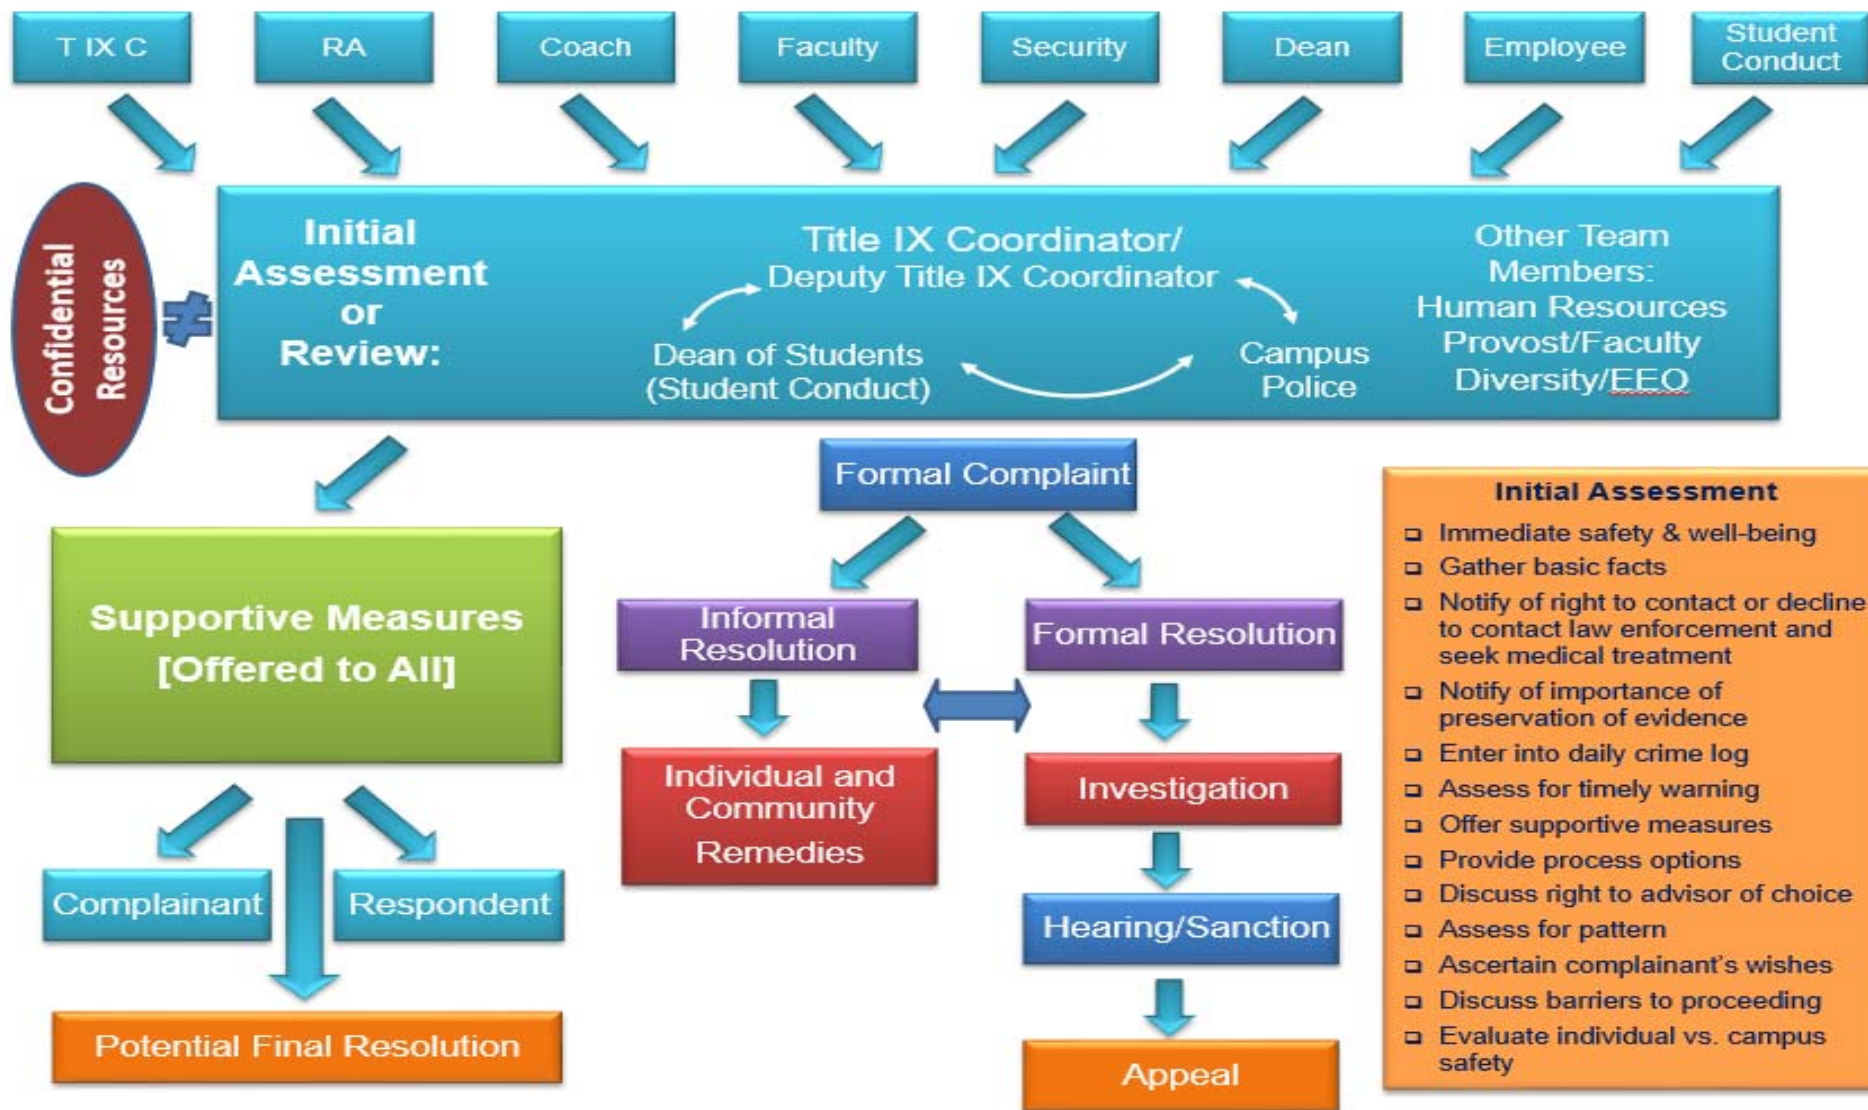 T IX C
RA
Coach
Faculty
Security
Dean
Employee
Student
Conduct
Confidential
Resources
≠
Initial
Assessment
or
Review:
Title IX Coordinator/
Deputy Title IX Coordinator
Dean of Students
(Student Conduct)
Campus
Police
Other Team
Members:
Human Resources
Provost/Faculty
Diversity/EEO
Supportive Measures
[Offered to All]
Complainant
Respondent
Potential Final Resolution
Formal Complaint
Informal
Resolution
Formal Resolution
Individual and
Community
Remedies
Investigation
Hearing/Sanction
Appeal
Initial Assessment
Immediate safety & well-being
Gather basic facts
Notify of right to contact or decline
to contact law enforcement and
seek medical treatment
Notify of importance of
preservation of evidence
Enter into daily crime log
Assess for timely warning
Offer supportive measures
Provide process options
Discuss right to advisor of choice
Assess for pattern
Ascertain complainant's wishes
Discuss barriers to proceeding
Evaluate individual vs. campus
safety